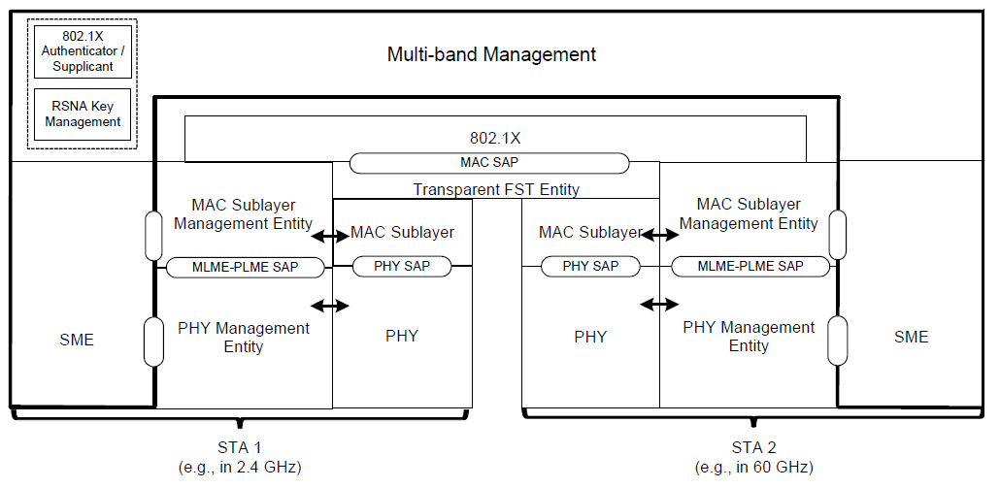 802.1X
Authenticator /
Supplicant
RSNA Key
Management
Multi-band Management
802.1X
MAC SAP
Transparent FST Entity
MAC Sublayer
Management Entity
MAC Sublayer
MAC Sublayer
MAC Sublayer
Management Entity
MLME-PLME SAP
PHY SAP
PHY SAP
MLME-PLME SAP
SME
PHY Management
Entity
PHY
PHY
PHY Management
Entity
SME
STA 1
(e.g., in 2.4 GHz)
STA 2
(e.g., in 60 GHz)